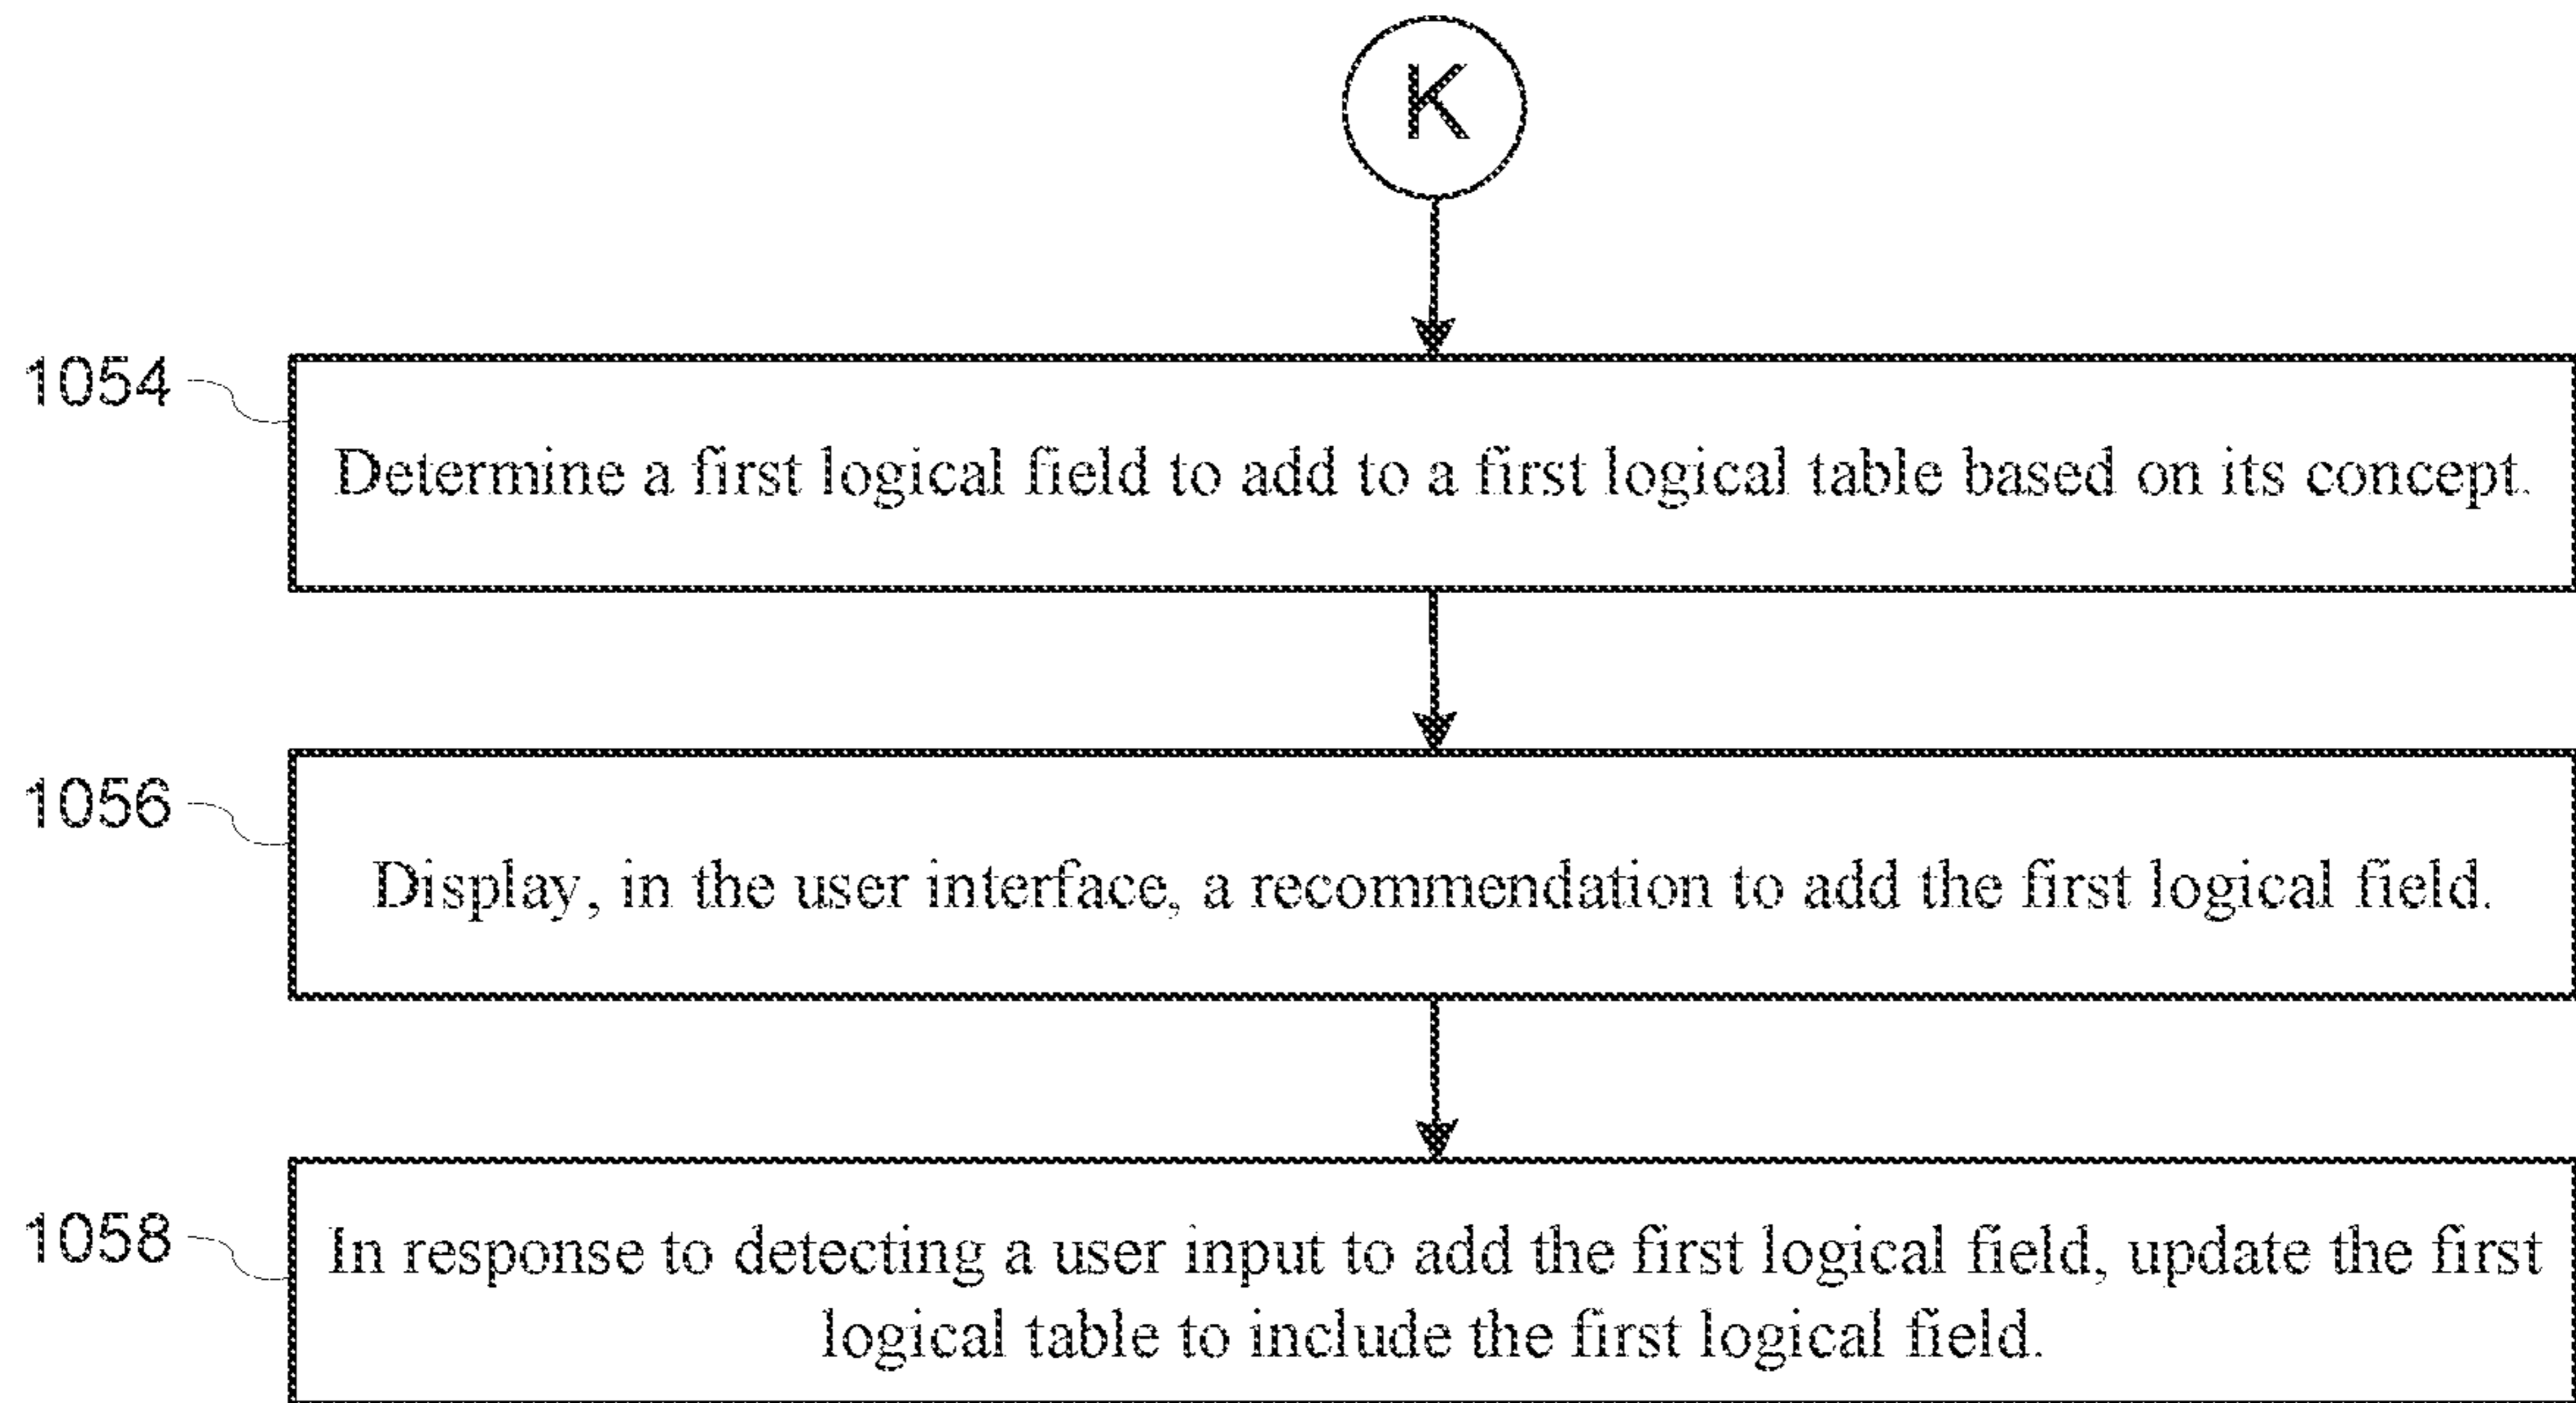 K
1054
Determine a first logical field to add to a first logical table based on its concept.
1056
Display, in the user interface, a recommendation to add the first logical field.
1058
In response to detecting a user input to add the first logical field, update the first
logical table to include the first logical field.